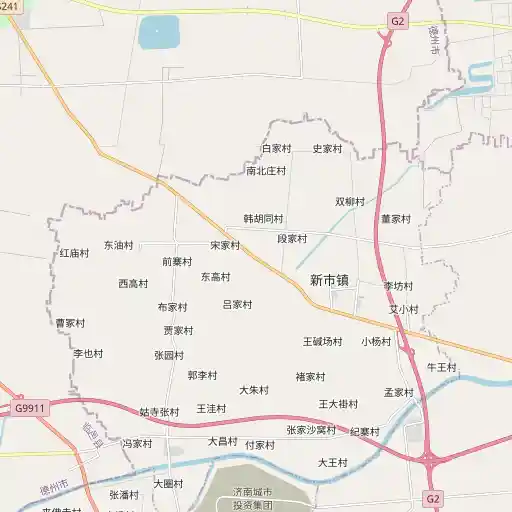 S241
G2
德州市
白家村
史家村
南北庄村
双柳村
韩胡同村
董家村
段家村
东油村
宋家村
红庙村
前寨村
东高村
新市镇
西高村
李坊村
吕家村
布家村
艾小村
曹家村
贾家村
王碱场村
小杨村
李也村
张园村
牛王村
郭李村
褚家村
大朱村
孟家村
G9911
姑寺张村
王洼村
王大褂村
临邑县
张家沙窝村
纪寨村
冯家村
大昌村
付家村
大王村
德州市
大圈村
张潘村
济南城市
投资集团
G2